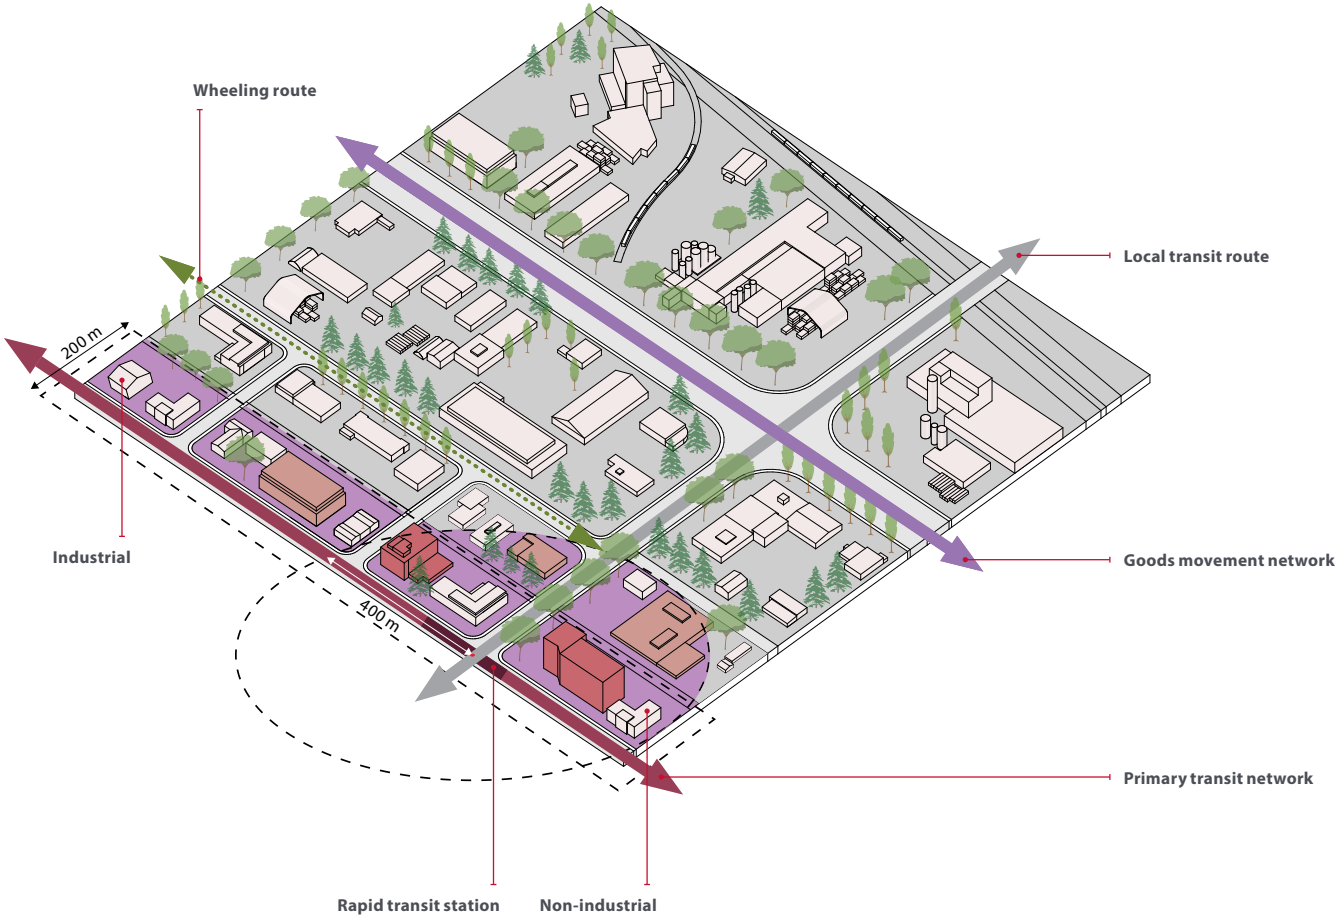 Wheeling route
Local transit route
200 m
Industrial
Goods movement network
400 m
Primary transit network
Rapid transit station
Non-industrial